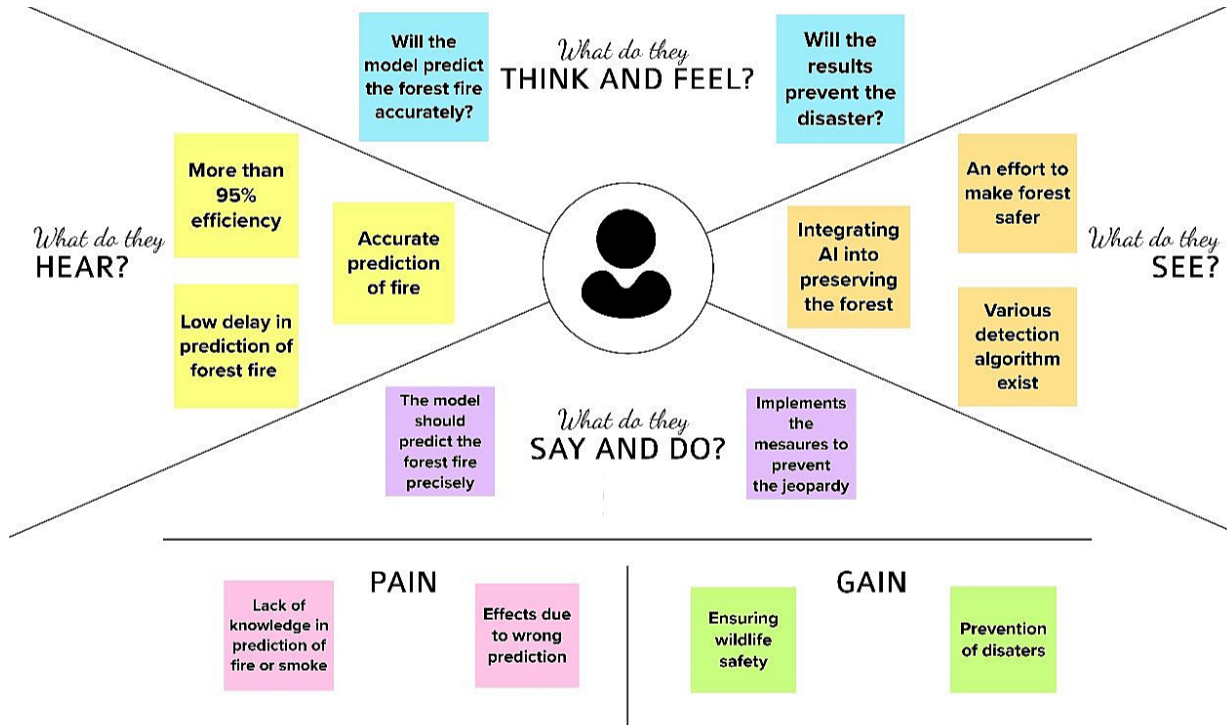 What do they
THINK AND FEEL?
Will the
model predict
the forest fire
accurately?
Will the
results
prevent the
disaster?
What do they
HEAR?
More than
95%
efficiency
Accurate
prediction
of fire
Low delay in
prediction of
forest fire
What do they
SEE?
An effort to
make forest
safer
Integrating
AI into
preserving
the forest
Various
detection
algorithm
exist
What do they
SAY AND DO?
The model
should
predict the
forest fire
precisely
Implements
the
mesaures to
prevent
the jeopardy
PAIN
Lack of
knowledge in
prediction of
fire or smoke
Effects due
to wrong
prediction
GAIN
Ensuring
wildlife
safety
Prevention
of disaters